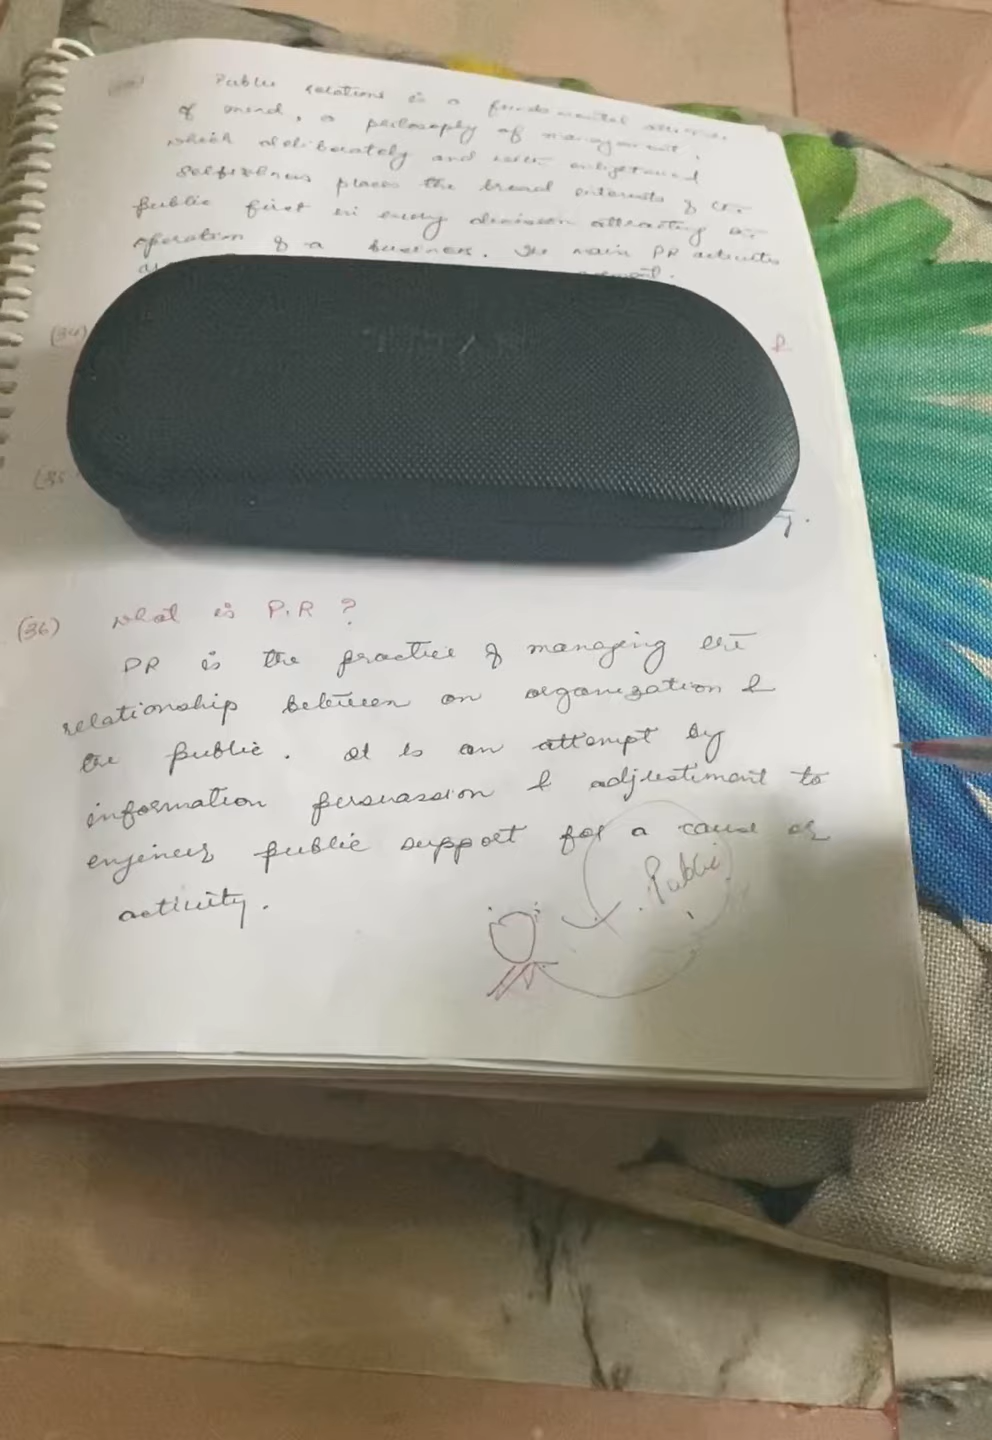 Public relations is a fundamental
of mind, a philosophy of management,
which deliberately and with enlightened
selfishness places the broad interests of the
public first in every decision affecting
operation of a business. The main PR activities
(34)
&
(35
(36) what is P.R ?
PR is the practice of managing the
relationship between an organization &
the public. It is an attempt by
information persuassion & adjustment to
engineer public support for a cause or
activity.
Public